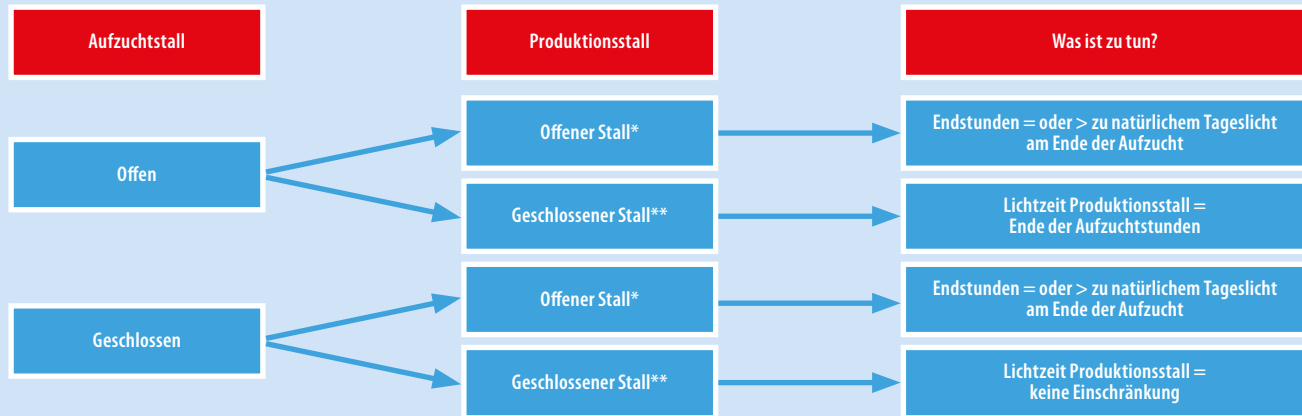 Aufzuchtstall
Produktionsstall
Was ist zu tun?
Offen
Offener Stall*
Endstunden = oder > zu natürlichem Tageslicht
am Ende der Aufzucht
Geschlossener Stall**
Lichtzeit Produktionsstall =
Ende der Aufzuchtstunden
Geschlossen
Offener Stall*
Endstunden = oder > zu natürlichem Tageslicht
am Ende der Aufzucht
Geschlossener Stall**
Lichtzeit Produktionsstall =
keine Einschränkung